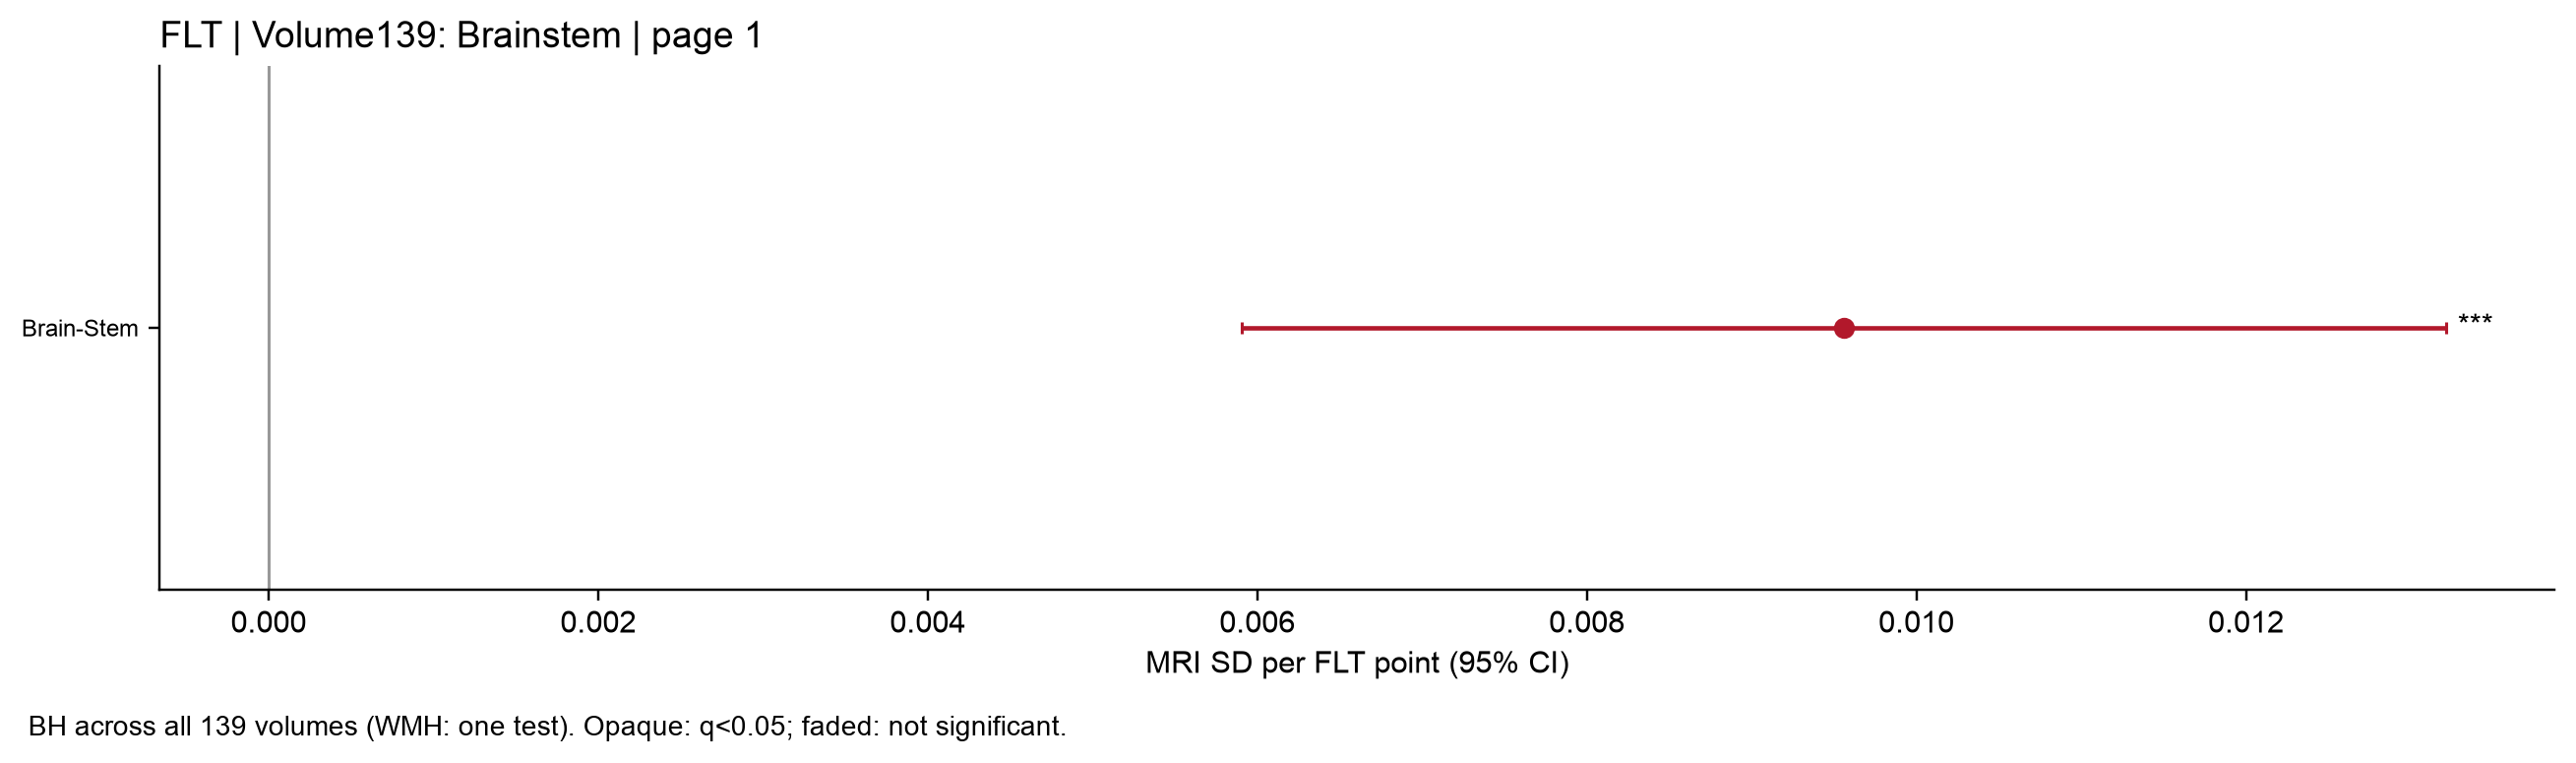 FLT | Volume139: Brainstem | page 1
Brain-Stem
***
0.000 0.002 0.004 0.006 0.008 0.010 0.012
MRI SD per FLT point (95% CI)
BH across all 139 volumes (WMH: one test). Opaque: q<0.05; faded: not significant.